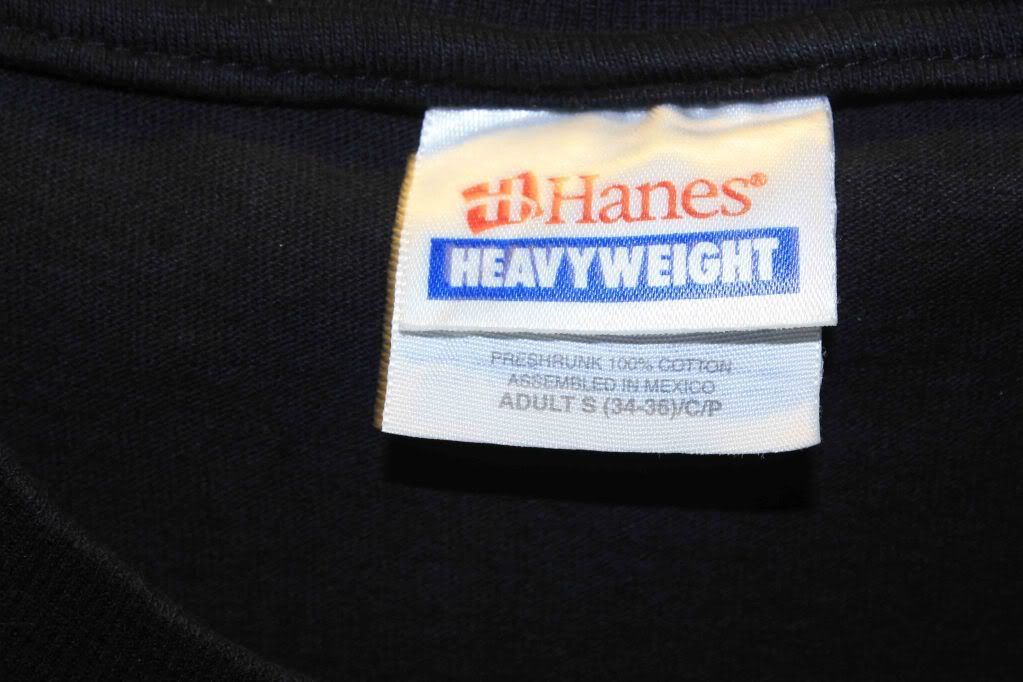 Hanes®
HEAVYWEIGHT
PRESHRUNK 100% COTTON
ASSEMBLED IN MEXICO
ADULT S (34-36)/C/P